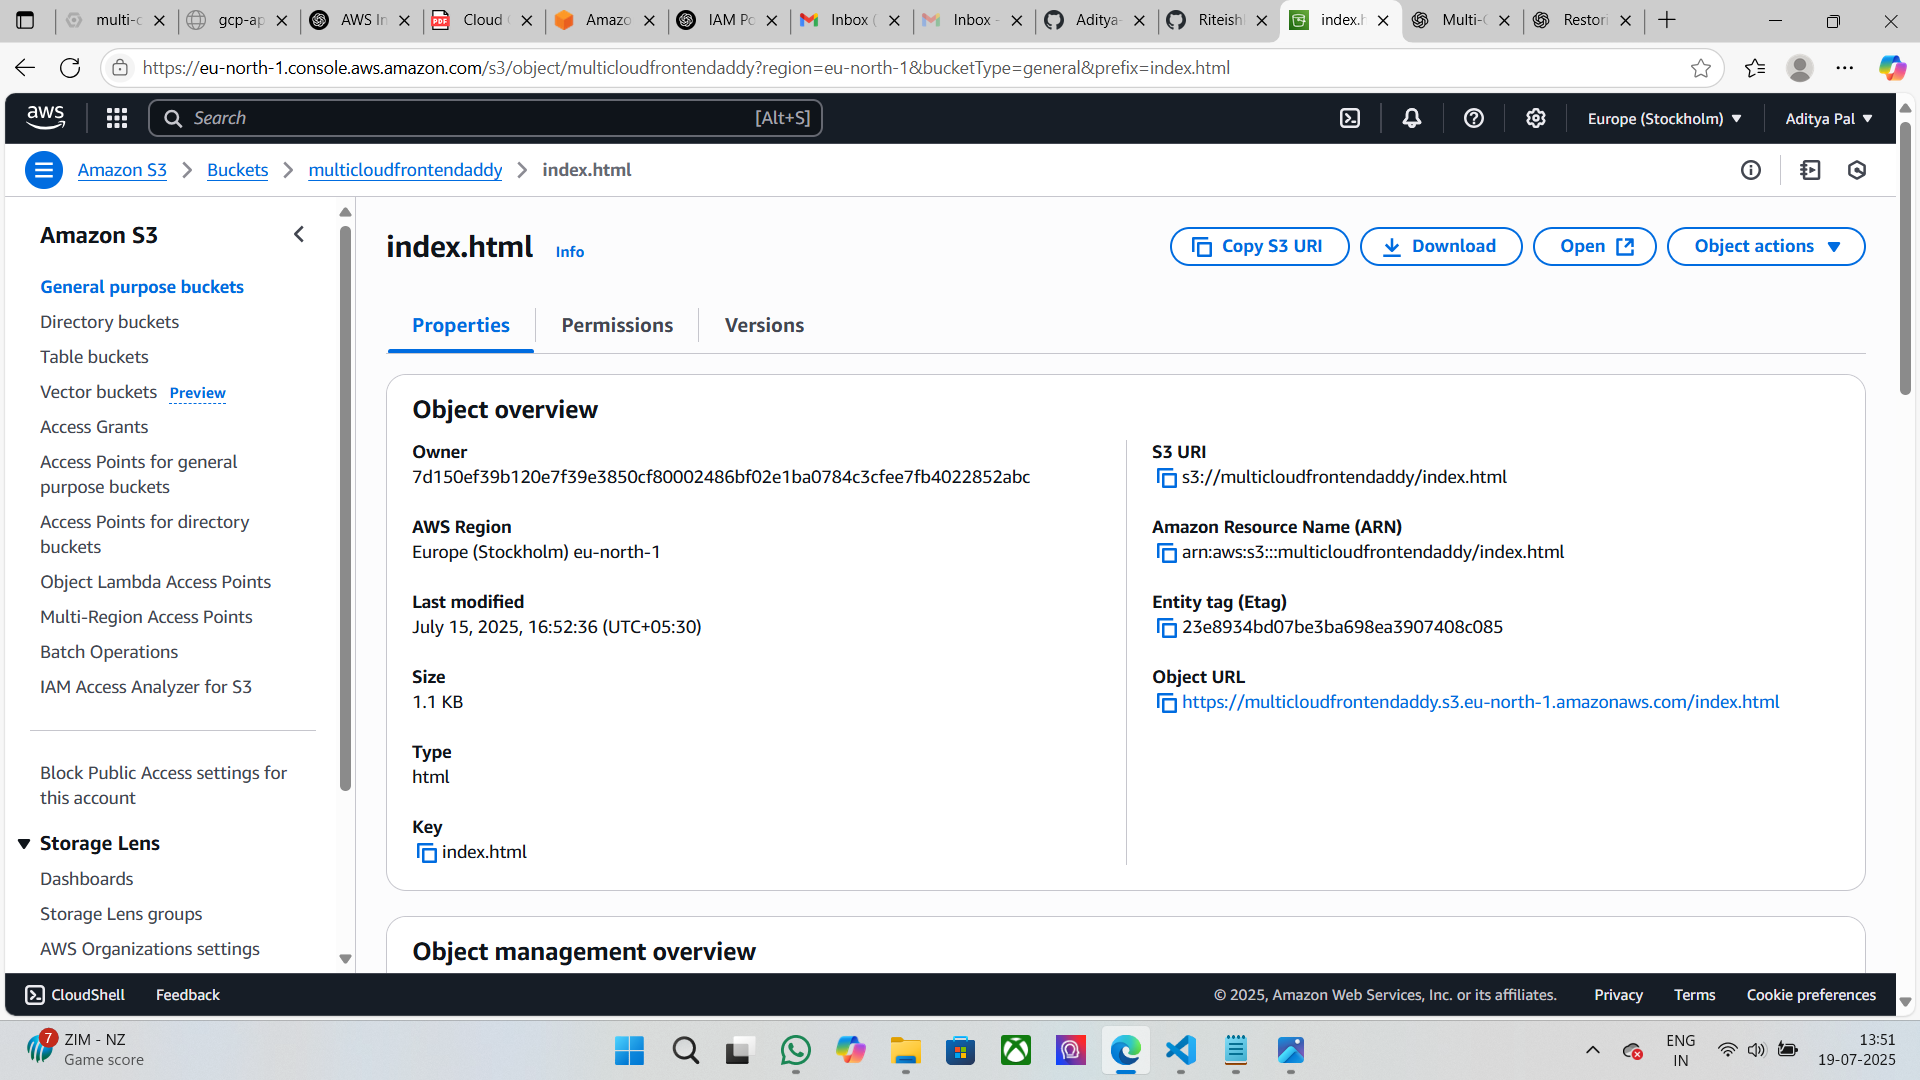 multi-c
gcp-ap
AWS In
Cloud
Amazo
IAM Po
Inbox (
Inbox -
Aditya-
Riteish
index.h
Multi-C
Restori
https://eu-north-1.console.aws.amazon.com/s3/object/multicloudfrontendaddy?region=eu-north-1&bucketType=general&prefix=index.html
aws
Search
[Alt+S]
Europe (Stockholm)
Aditya Pal
Amazon S3
Buckets
multicloudfrontendaddy
index.html
Amazon S3
General purpose buckets
Directory buckets
Table buckets
Vector buckets Preview
Access Grants
Access Points for general
purpose buckets
Access Points for directory
buckets
Object Lambda Access Points
Multi-Region Access Points
Batch Operations
IAM Access Analyzer for S3
Block Public Access settings for
this account
Storage Lens
Dashboards
Storage Lens groups
AWS Organizations settings
index.html Info
Copy S3 URI
Download
Open
Object actions
Properties
Permissions
Versions
Object overview
Owner
7d150ef39b120e7f39e3850cf80002486bf02e1ba0784c3cfee7fb4022852abc
AWS Region
Europe (Stockholm) eu-north-1
Last modified
July 15, 2025, 16:52:36 (UTC+05:30)
Size
1.1 KB
Type
html
Key
index.html
S3 URI
s3://multicloudfrontendaddy/index.html
Amazon Resource Name (ARN)
arn:aws:s3:::multicloudfrontendaddy/index.html
Entity tag (Etag)
23e8934bd07be3ba698ea3907408c085
Object URL
https://multicloudfrontendaddy.s3.eu-north-1.amazonaws.com/index.html
Object management overview
CloudShell
Feedback
© 2025, Amazon Web Services, Inc. or its affiliates.
Privacy
Terms
Cookie preferences
7
ZIM - NZ
Game score
ENG
IN
13:51
19-07-2025